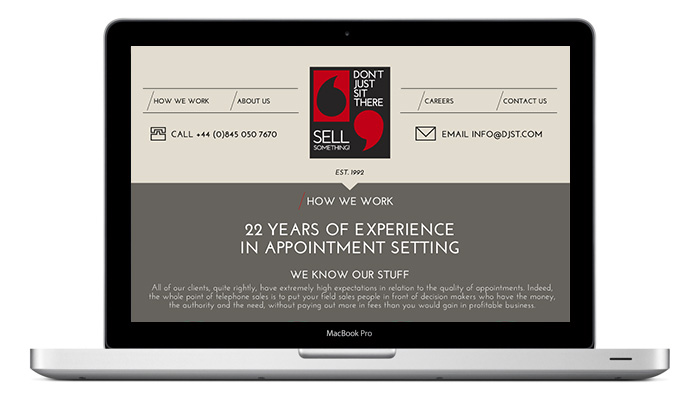 DON'T
JUST
SIT
THERE
SELL
SOMETHING!
HOW WE WORK
ABOUT US
CAREERS
CONTACT US
CALL +44 (0)845 050 7670
EMAIL INFO@DJST.COM
EST. 1992
HOW WE WORK
22 YEARS OF EXPERIENCE
IN APPOINTMENT SETTING
WE KNOW OUR STUFF
All of our clients, quite rightly, have extremely high expectations in relation to the quality of appointments. Indeed,
the whole point of telephone sales is to put your field sales people in front of decision makers who have the money,
the authority and the need, without paying out more in fees than you would gain in profitable business.
MacBook Pro